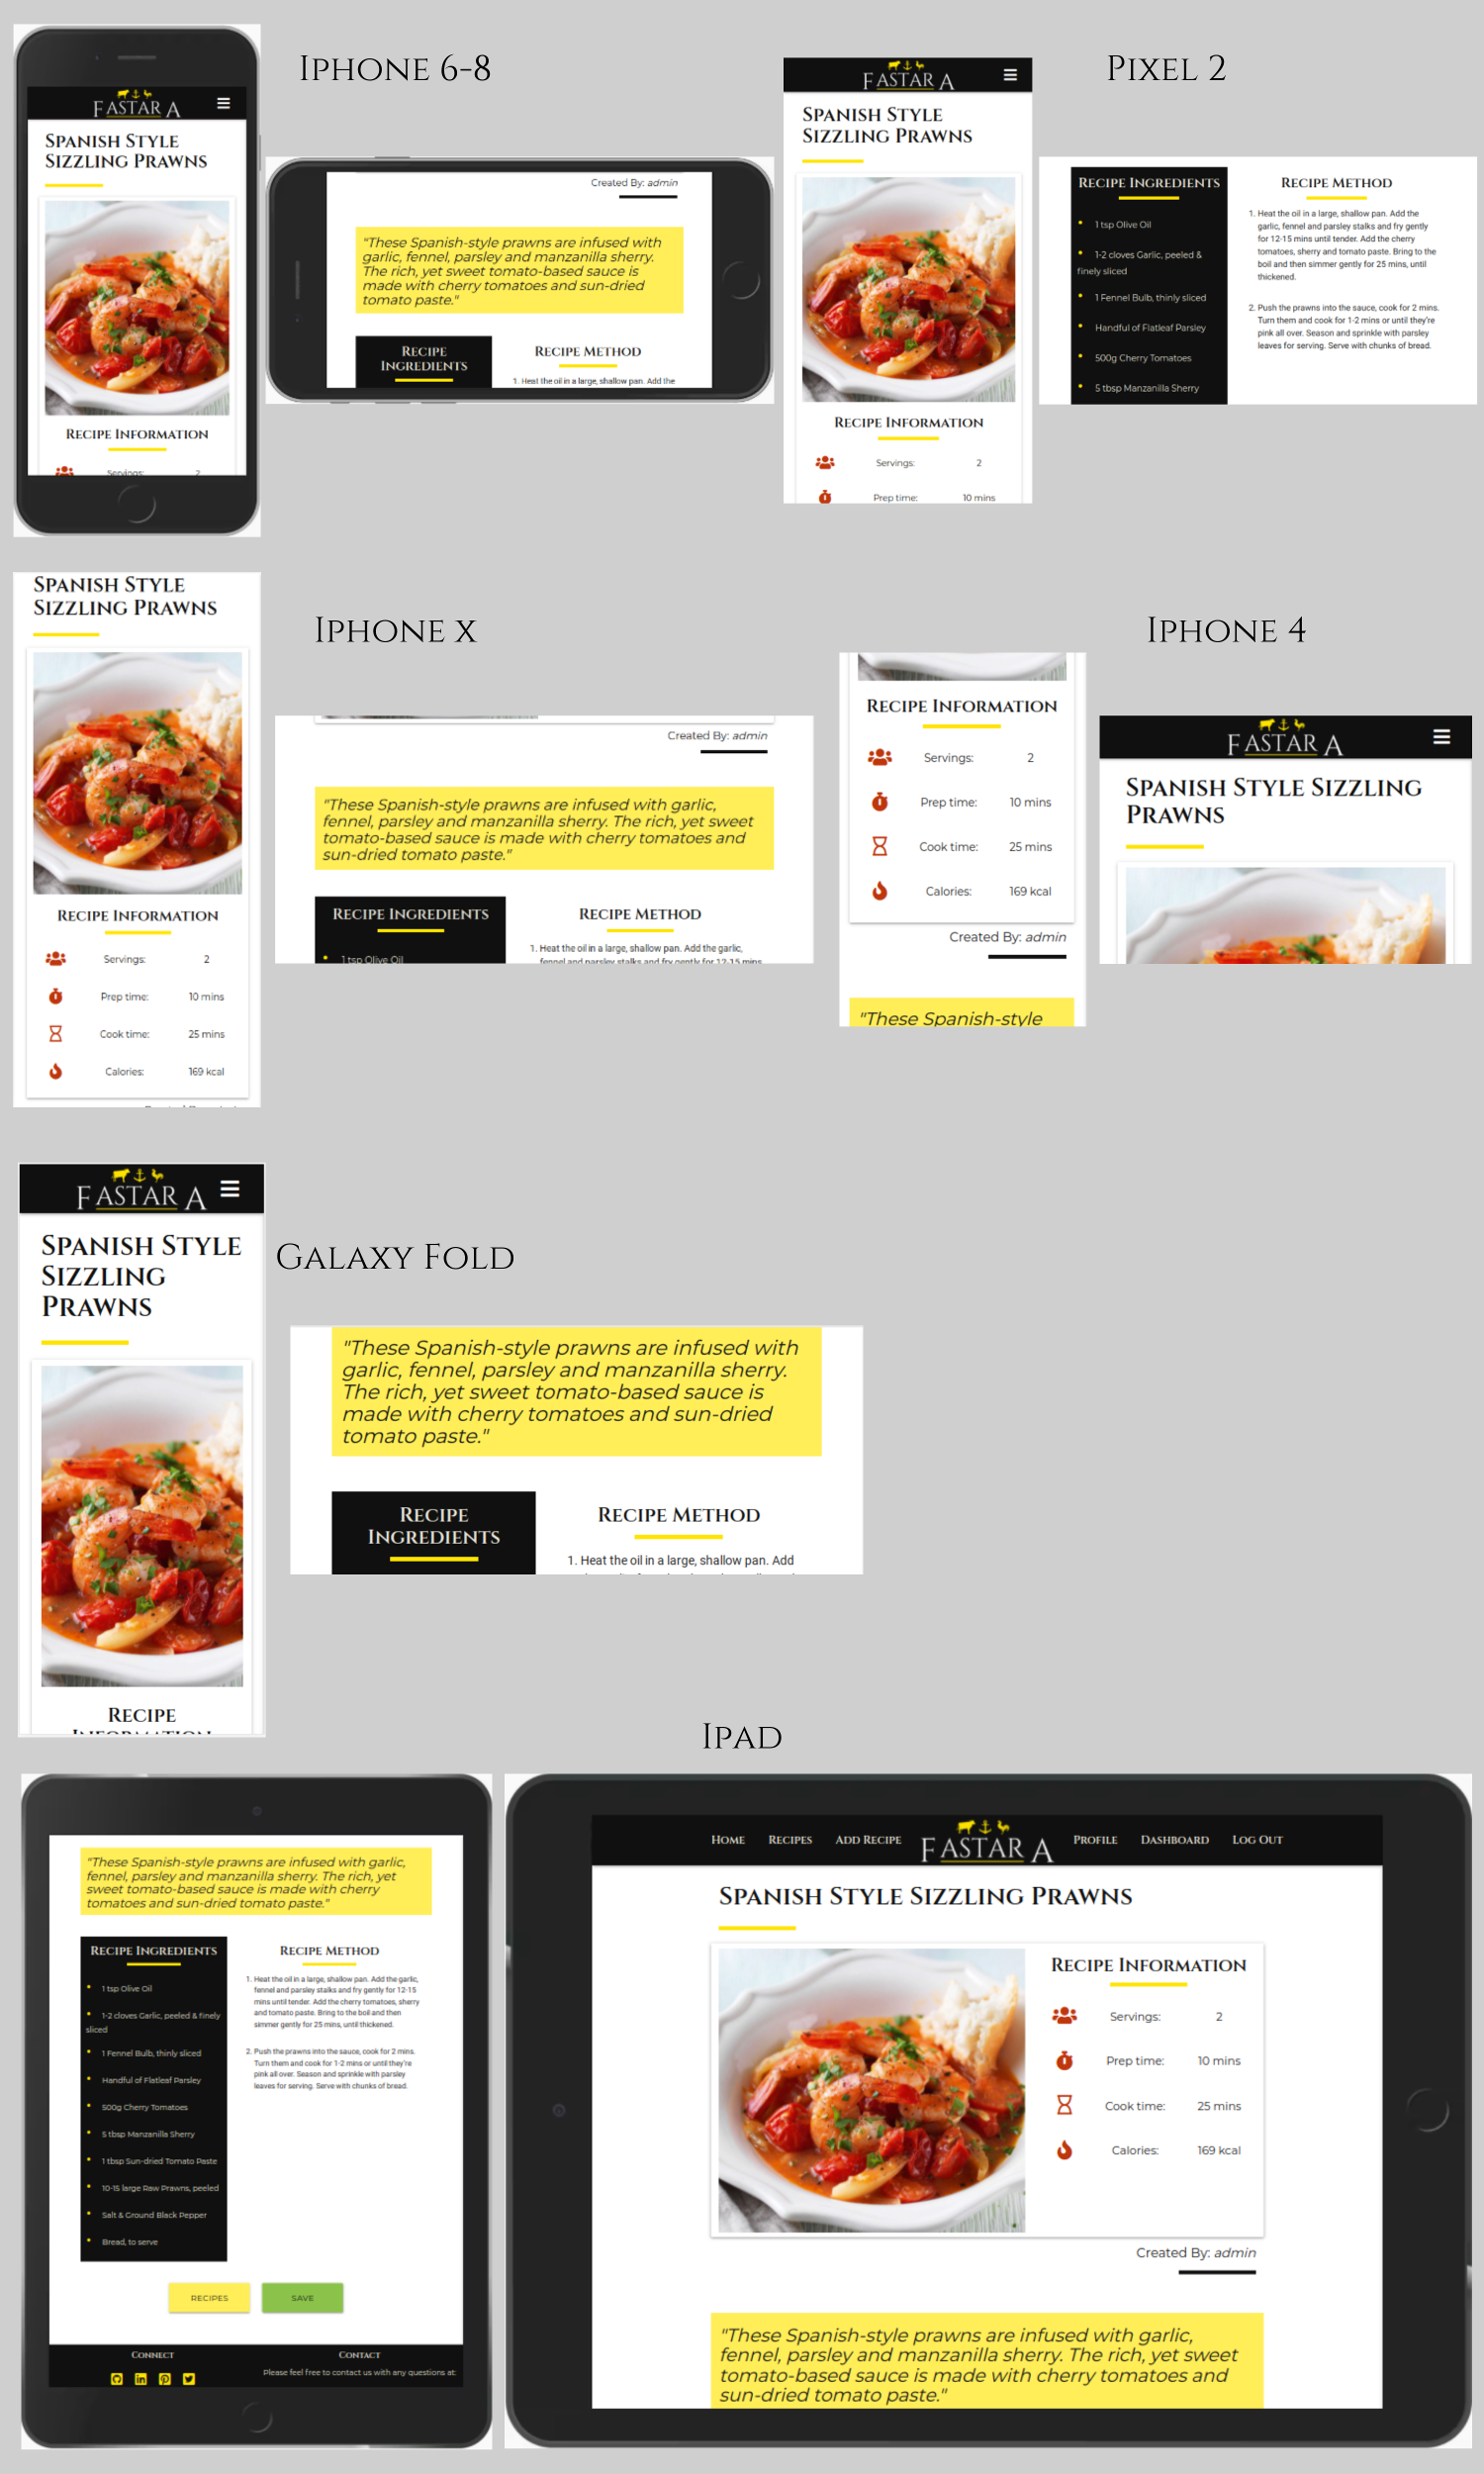 Iphone 6-8
FASTAR A
Spanish Style
Sizzling Prawns
Recipe Information
Servings: 2
Created By: admin
"These Spanish-style prawns are infused with
garlic, fennel, parsley and manzanilla sherry.
The rich, yet sweet tomato-based sauce is
made with cherry tomatoes and sun-dried
tomato paste."
Recipe
Ingredients
Recipe Method
1. Heat the oil in a large, shallow pan. Add the
Pixel 2
FASTAR A
Spanish Style
Sizzling Prawns
Recipe Information
Servings: 2
Prep time: 10 mins
Recipe Ingredients
1 tsp Olive Oil
1-2 cloves Garlic, peeled &
finely sliced
1 Fennel Bulb, thinly sliced
Handful of Flatleaf Parsley
500g Cherry Tomatoes
5 tbsp Manzanilla Sherry
Recipe Method
1. Heat the oil in a large, shallow pan. Add the
garlic, fennel and parsley stalks and fry gently
for 12-15 mins until tender. Add the cherry
tomatoes, sherry and tomato paste. Bring to the
boil and then simmer gently for 25 mins, until
thickened.
2. Push the prawns into the sauce, cook for 2 mins.
Turn them and cook for 1-2 mins or until they're
pink all over. Season and sprinkle with parsley
leaves for serving. Serve with chunks of bread.
Iphone x
Spanish Style
Sizzling Prawns
Recipe Information
Servings: 2
Prep time: 10 mins
Cook time: 25 mins
Calories: 169 kcal
Created By: admin
"These Spanish-style prawns are infused with garlic,
fennel, parsley and manzanilla sherry. The rich, yet sweet
tomato-based sauce is made with cherry tomatoes and
sun-dried tomato paste."
Recipe Ingredients
1 tsp Olive Oil
Recipe Method
1. Heat the oil in a large, shallow pan. Add the garlic,
fennel and parsley stalks and fry gently for 12-15 mins
Iphone 4
Recipe Information
Servings: 2
Prep time: 10 mins
Cook time: 25 mins
Calories: 169 kcal
Created By: admin
"These Spanish-style
FASTAR A
Spanish Style Sizzling
Prawns
Galaxy Fold
FASTAR A
Spanish Style
Sizzling
Prawns
Recipe
Information
"These Spanish-style prawns are infused with
garlic, fennel, parsley and manzanilla sherry.
The rich, yet sweet tomato-based sauce is
made with cherry tomatoes and sun-dried
tomato paste."
Recipe
Ingredients
Recipe Method
1. Heat the oil in a large, shallow pan. Add
Ipad
"These Spanish-style prawns are infused with garlic,
fennel, parsley and manzanilla sherry. The rich, yet
sweet tomato-based sauce is made with cherry
tomatoes and sun-dried tomato paste."
Recipe Ingredients
1 tsp Olive Oil
1-2 cloves Garlic, peeled & finely
sliced
1 Fennel Bulb, thinly sliced
Handful of Flatleaf Parsley
500g Cherry Tomatoes
5 tbsp Manzanilla Sherry
1 tbsp Sun-dried Tomato Paste
10-15 large Raw Prawns, peeled
Salt & Ground Black Pepper
Bread, to serve
Recipe Method
1. Heat the oil in a large, shallow pan. Add the garlic,
fennel and parsley stalks and fry gently for 12-15
mins until tender. Add the cherry tomatoes, sherry
and tomato paste. Bring to the boil and then
simmer gently for 25 mins, until thickened.
2. Push the prawns into the sauce, cook for 2 mins.
Turn them and cook for 1-2 mins or until they're
pink all over. Season and sprinkle with parsley
leaves for serving. Serve with chunks of bread.
RECIPES SAVE
Connect
Contact
Please feel free to contact us with any questions at:
Home Recipes Add Recipe FASTAR A Profile Dashboard Log Out
Spanish Style Sizzling Prawns
Recipe Information
Servings: 2
Prep time: 10 mins
Cook time: 25 mins
Calories: 169 kcal
Created By: admin
"These Spanish-style prawns are infused with garlic,
fennel, parsley and manzanilla sherry. The rich, yet sweet
tomato-based sauce is made with cherry tomatoes and
sun-dried tomato paste."